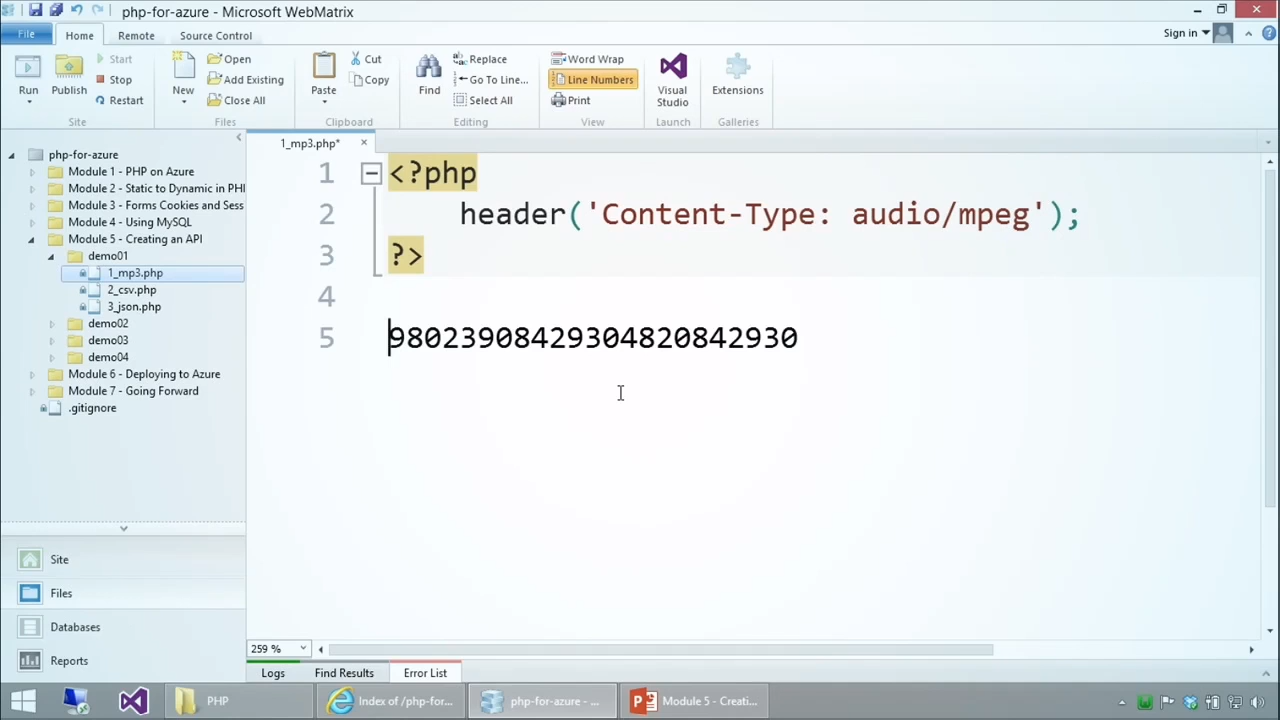 php-for-azure - Microsoft WebMatrix
File Home Remote Source Control Sign in
Run Publish Start Stop Restart
Site
New Open Add Existing Close All
Files
Paste Cut Copy
Clipboard
Find Replace Go To Line... Select All
Editing
Word Wrap Line Numbers Print
View
Visual Studio
Launch
Extensions
Galleries
php-for-azure
Module 1 - PHP on Azure
Module 2 - Static to Dynamic in PHI
Module 3 - Forms Cookies and Sess
Module 4 - Using MySQL
Module 5 - Creating an API
demo01
1_mp3.php
2_csv.php
3_json.php
demo02
demo03
demo04
Module 6 - Deploying to Azure
Module 7 - Going Forward
.gitignore
Site
Files
Databases
Reports
1_mp3.php*
1 <?php
2 header('Content-Type: audio/mpeg');
3 ?>
4
5 98023908429304820842930
259 %
Logs Find Results Error List
PHP Index of /php-for... php-for-azure - ... Module 5 - Creati...